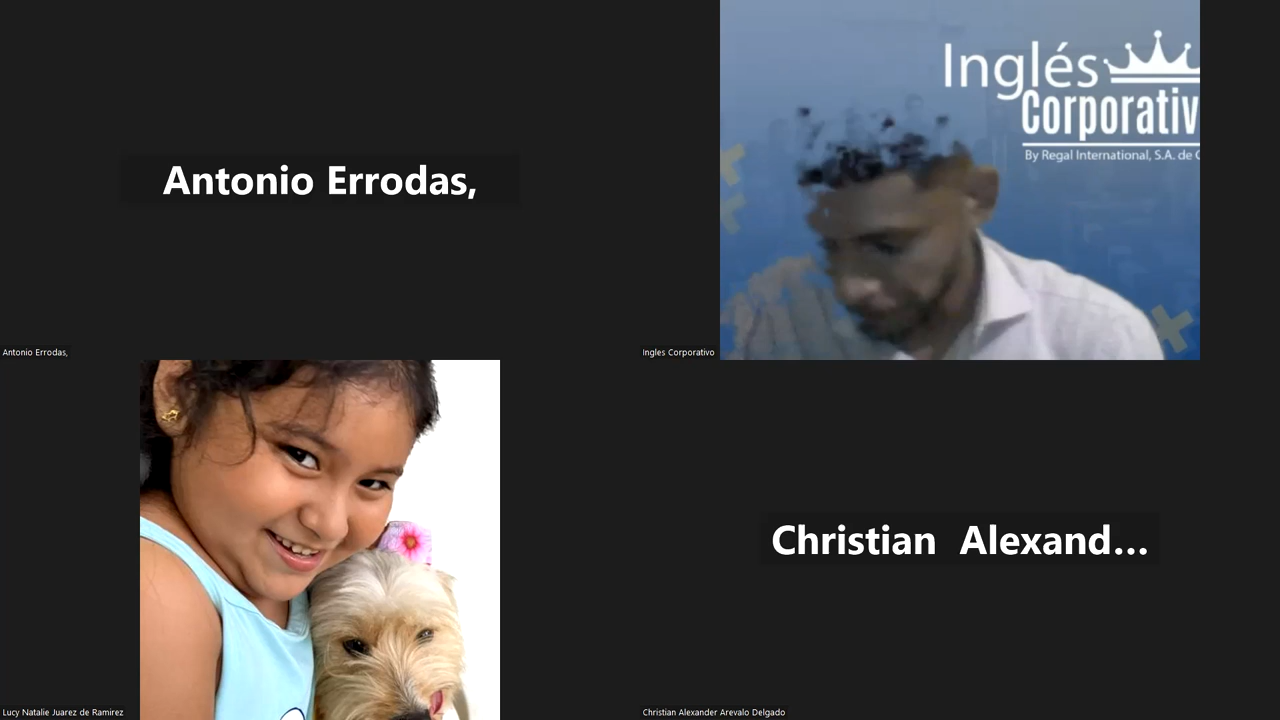 Antonio Errodas,
Antonio Errodas,
Inglés
Corporativ
By Regal International, S.A. de C
Ingles Corporativo
Lucy Natalie Juarez de Ramirez
Christian Alexand...
Christian Alexander Arevalo Delgado